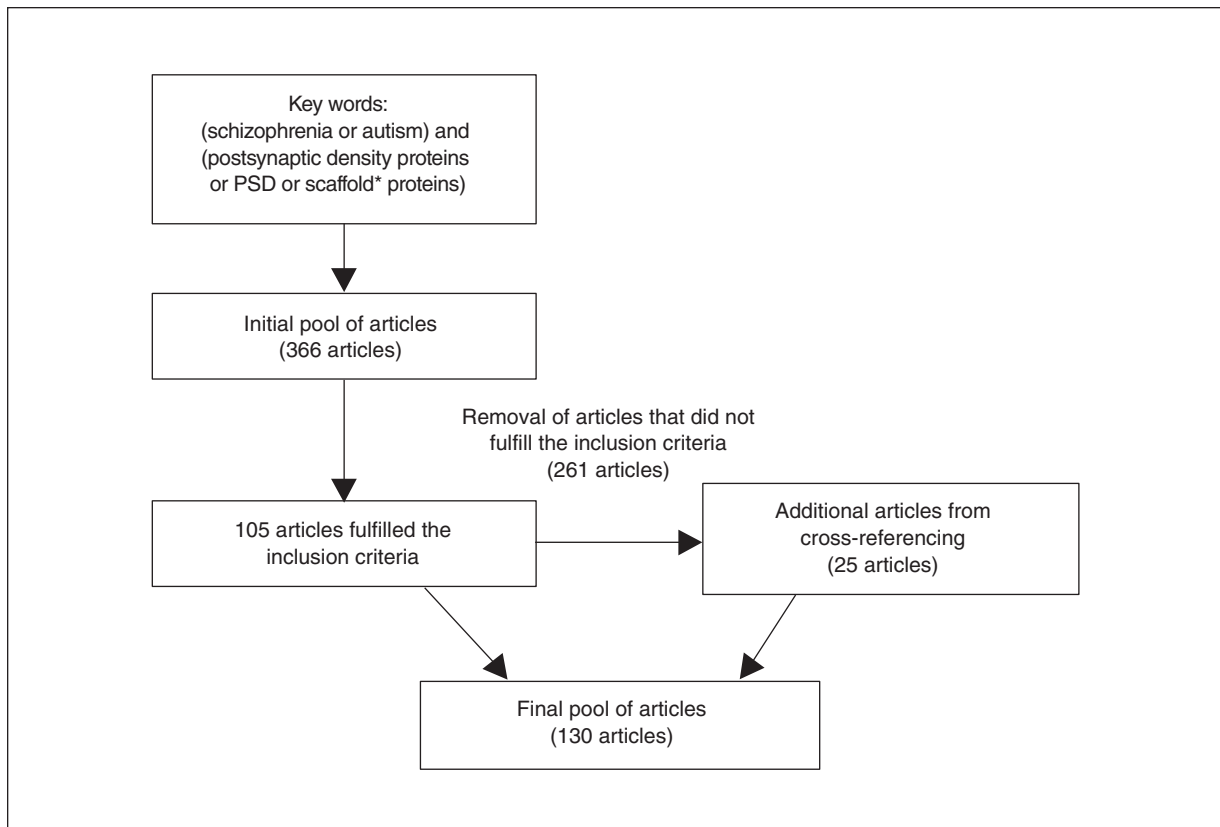 Key words:
(schizophrenia or autism) and
(postsynaptic density proteins
or PSD or scaffold* proteins)
Initial pool of articles
(366 articles)
Removal of articles that did not
fulfill the inclusion criteria
(261 articles)
105 articles fulfilled the
inclusion criteria
Additional articles from
cross-referencing
(25 articles)
Final pool of articles
(130 articles)